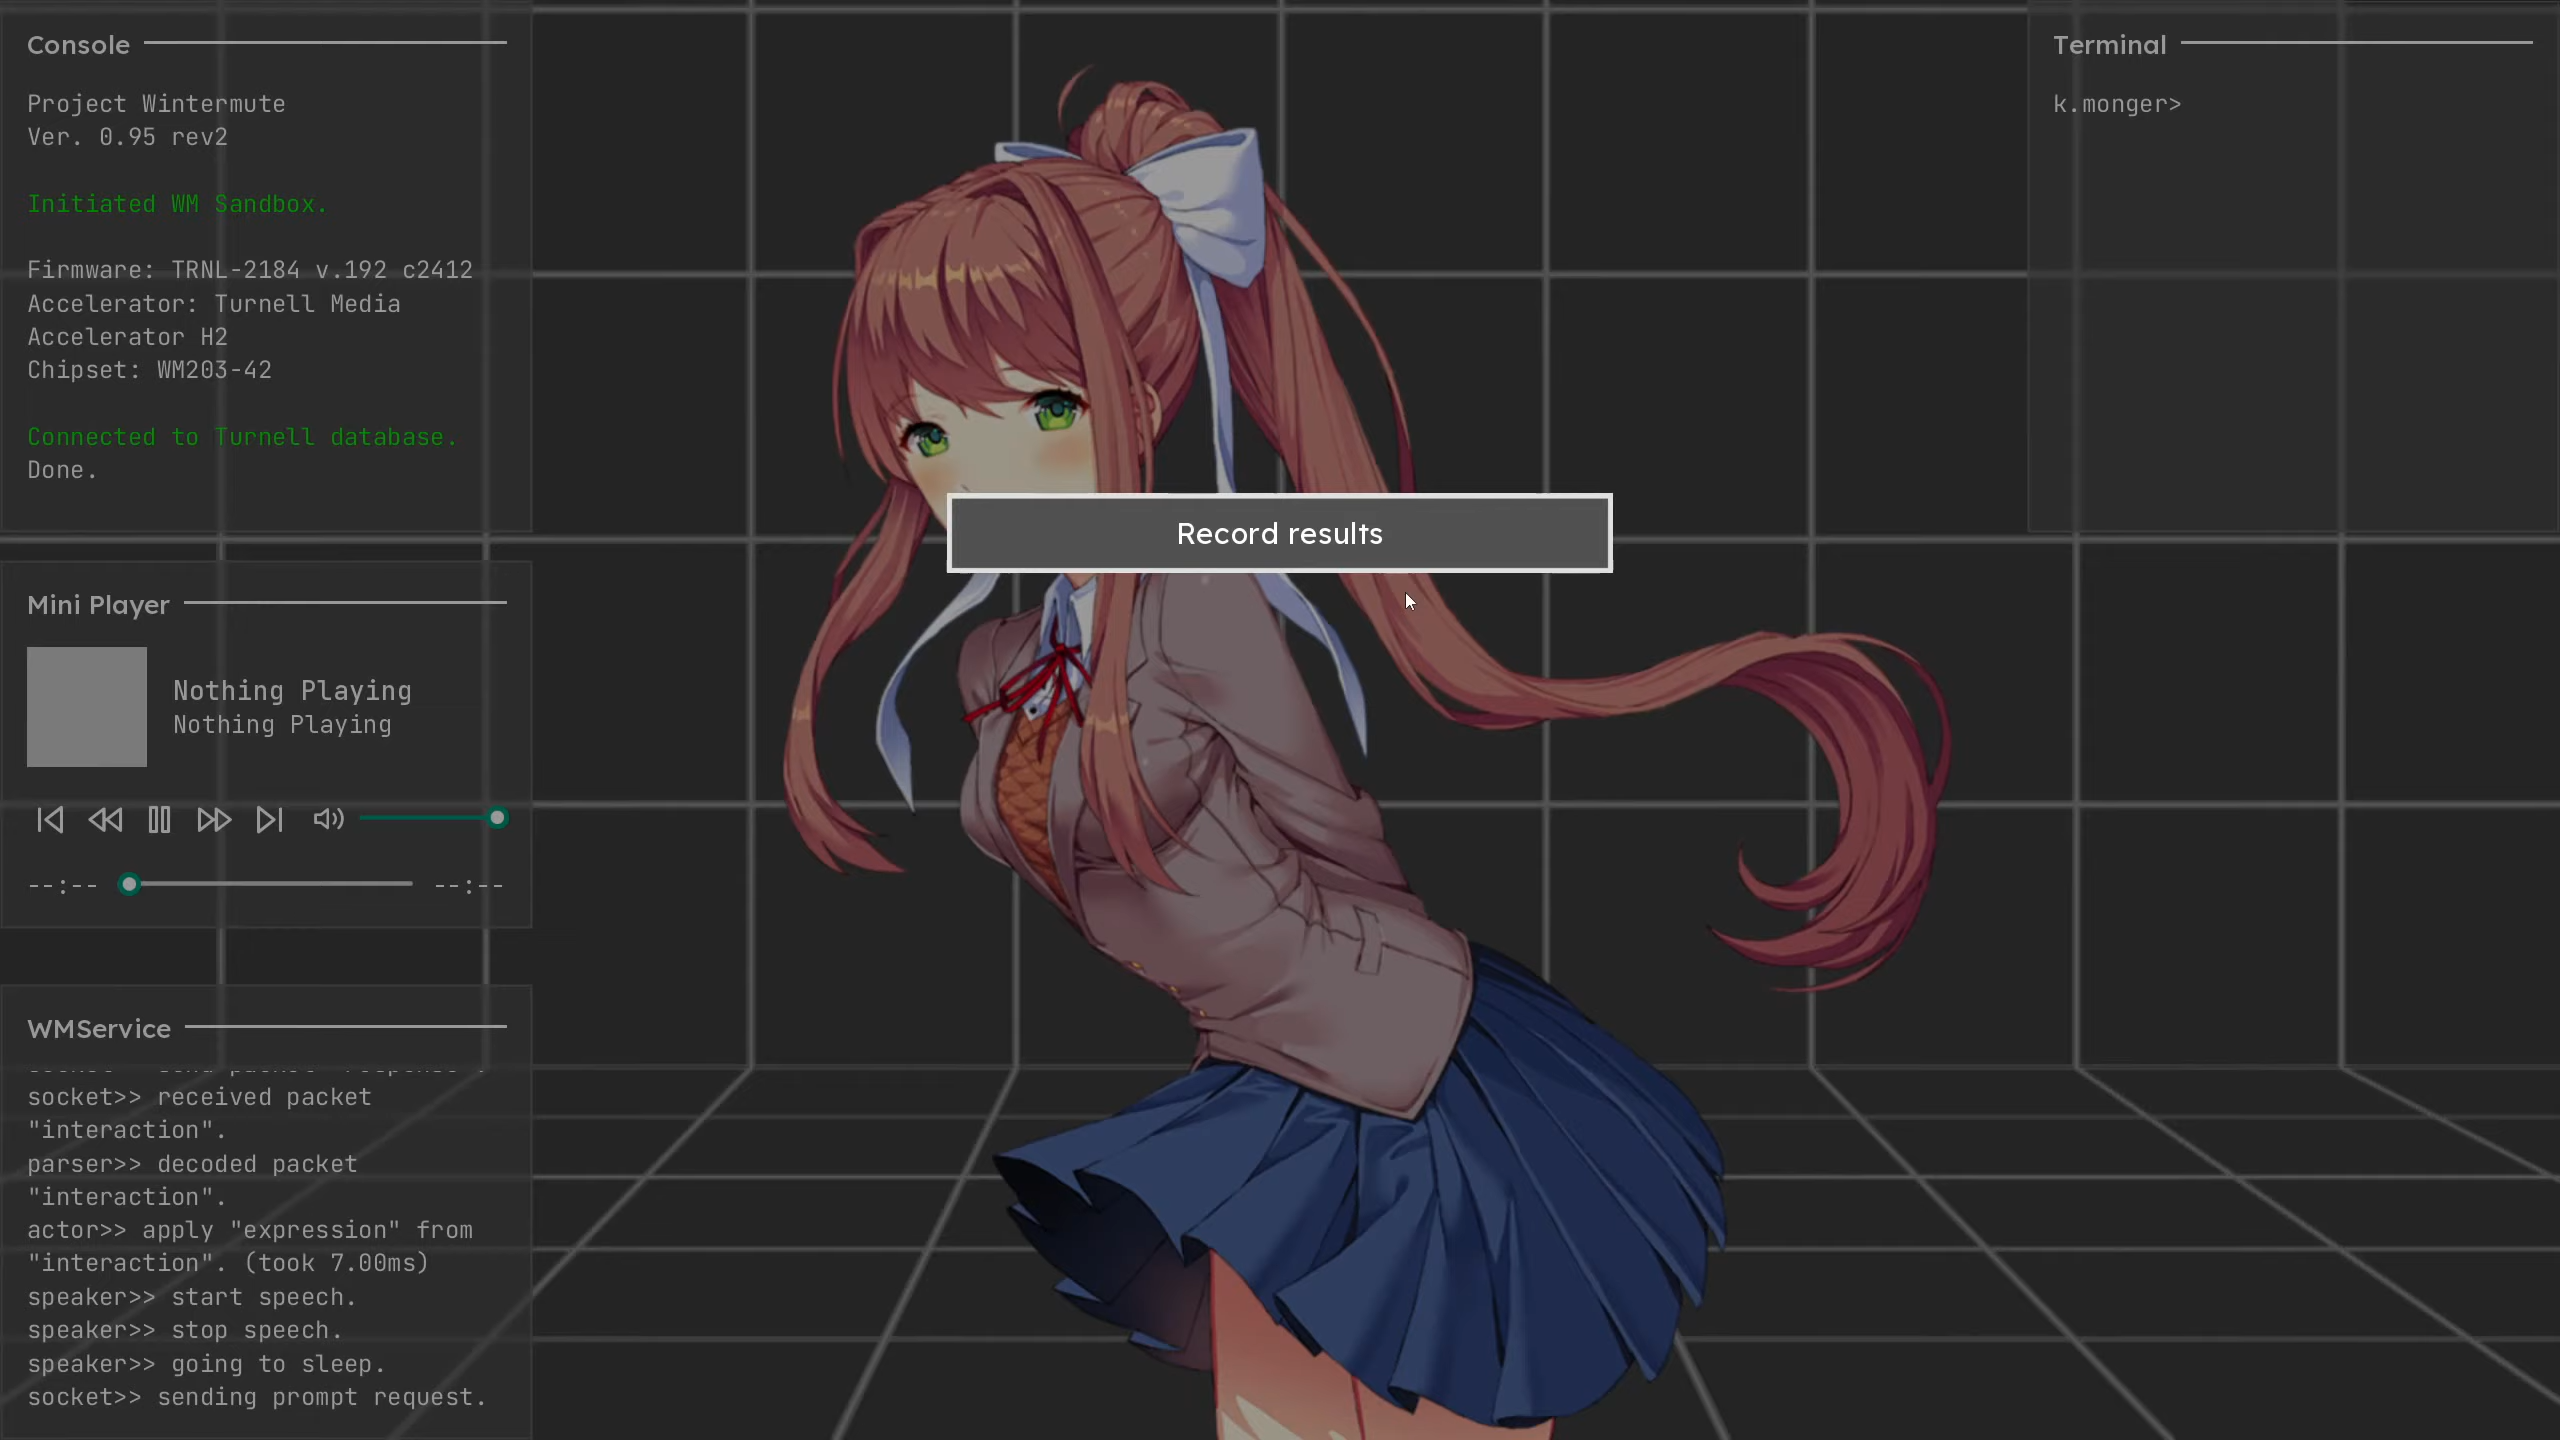 Console
Project Wintermute
Ver. 0.95 rev2
Initiated WM Sandbox.
Firmware: TRNL-2184 v.192 c2412
Accelerator: Turnell Media
Accelerator H2
Chipset: WM203-42
Connected to Turnell database.
Done.
Mini Player
Nothing Playing
Nothing Playing
--:--
--:--
WMService
socket>> received packet
"interaction".
parser>> decoded packet
"interaction".
actor>> apply "expression" from
"interaction". (took 7.00ms)
speaker>> start speech.
speaker>> stop speech.
speaker>> going to sleep.
socket>> sending prompt request.
Record results
Terminal
k.monger>